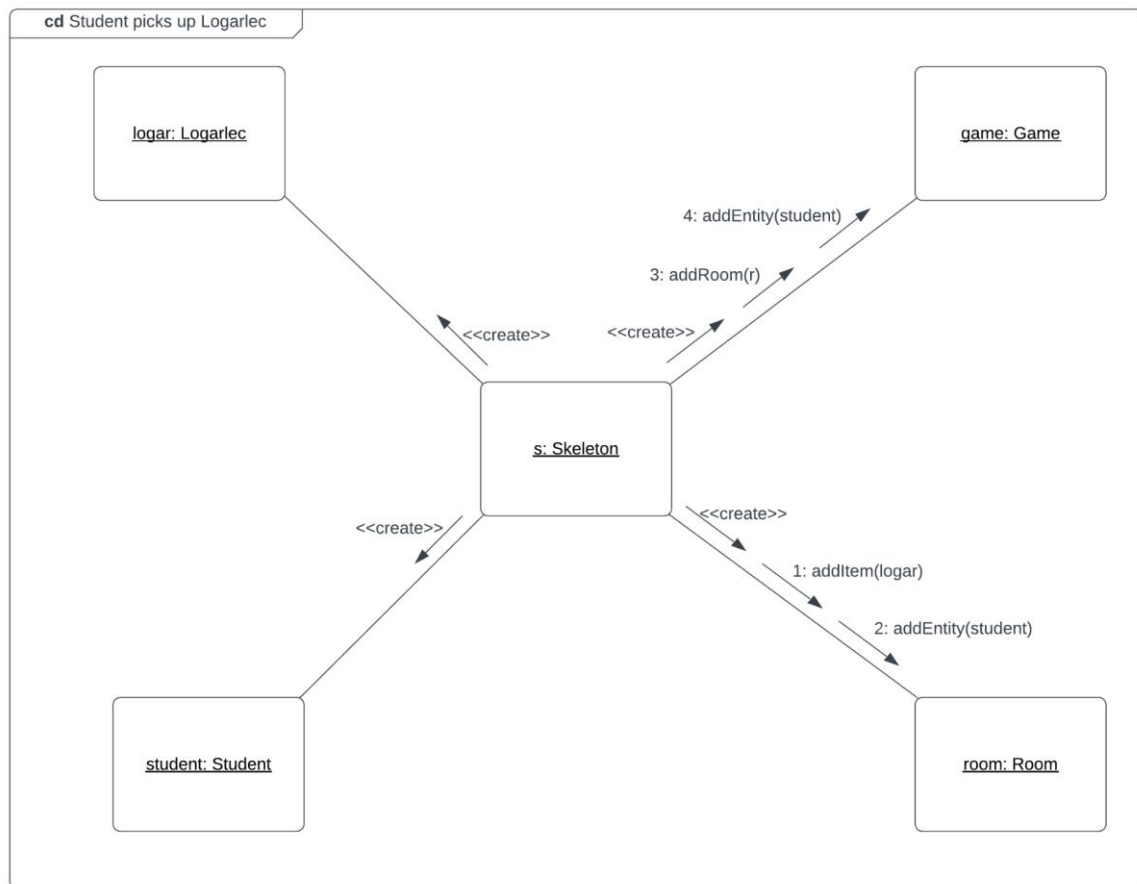 cd Student picks up Logarlec
logar: Logarlec
game: Game
4: addEntity(student)
3: addRoom(r)
<<create>>
<<create>>
s: Skeleton
<<create>>
<<create>>
1: addItem(logar)
2: addEntity(student)
student: Student
room: Room